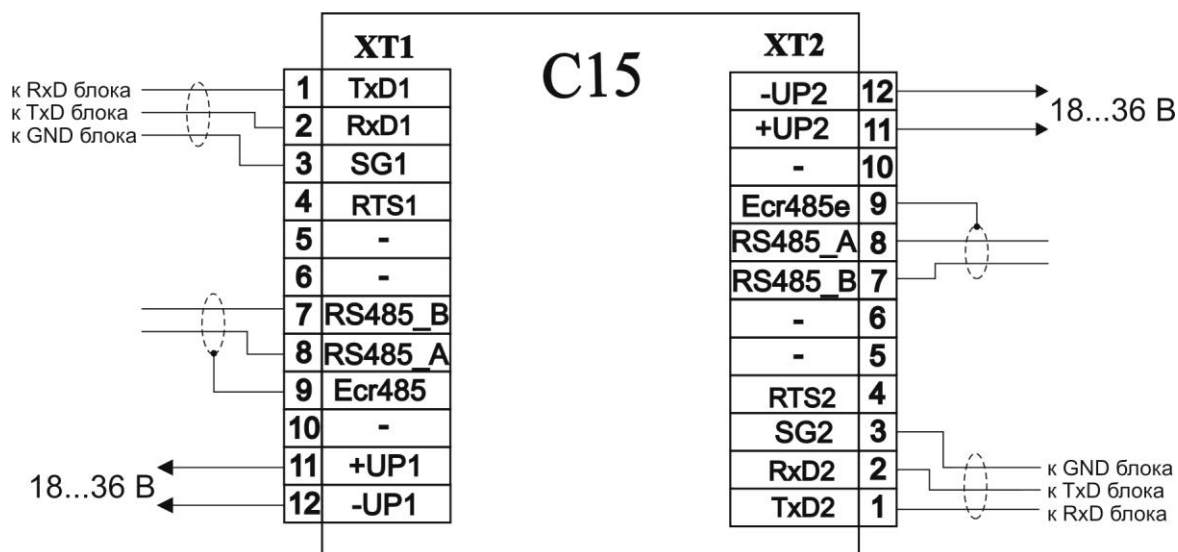 C15
XT1
к RxD блока 1 TxD1
к TxD блока 2 RxD1
к GND блока 3 SG1
4 RTS1
5 -
6 -
7 RS485_B
8 RS485_A
9 Ecr485
10 -
11 +UP1
18...36 В
12 -UP1
XT2
-UP2 12
18...36 В
+UP2 11
- 10
Ecr485e 9
RS485_A 8
RS485_B 7
- 6
- 5
RTS2 4
SG2 3 к GND блока
RxD2 2 к TxD блока
TxD2 1 к RxD блока